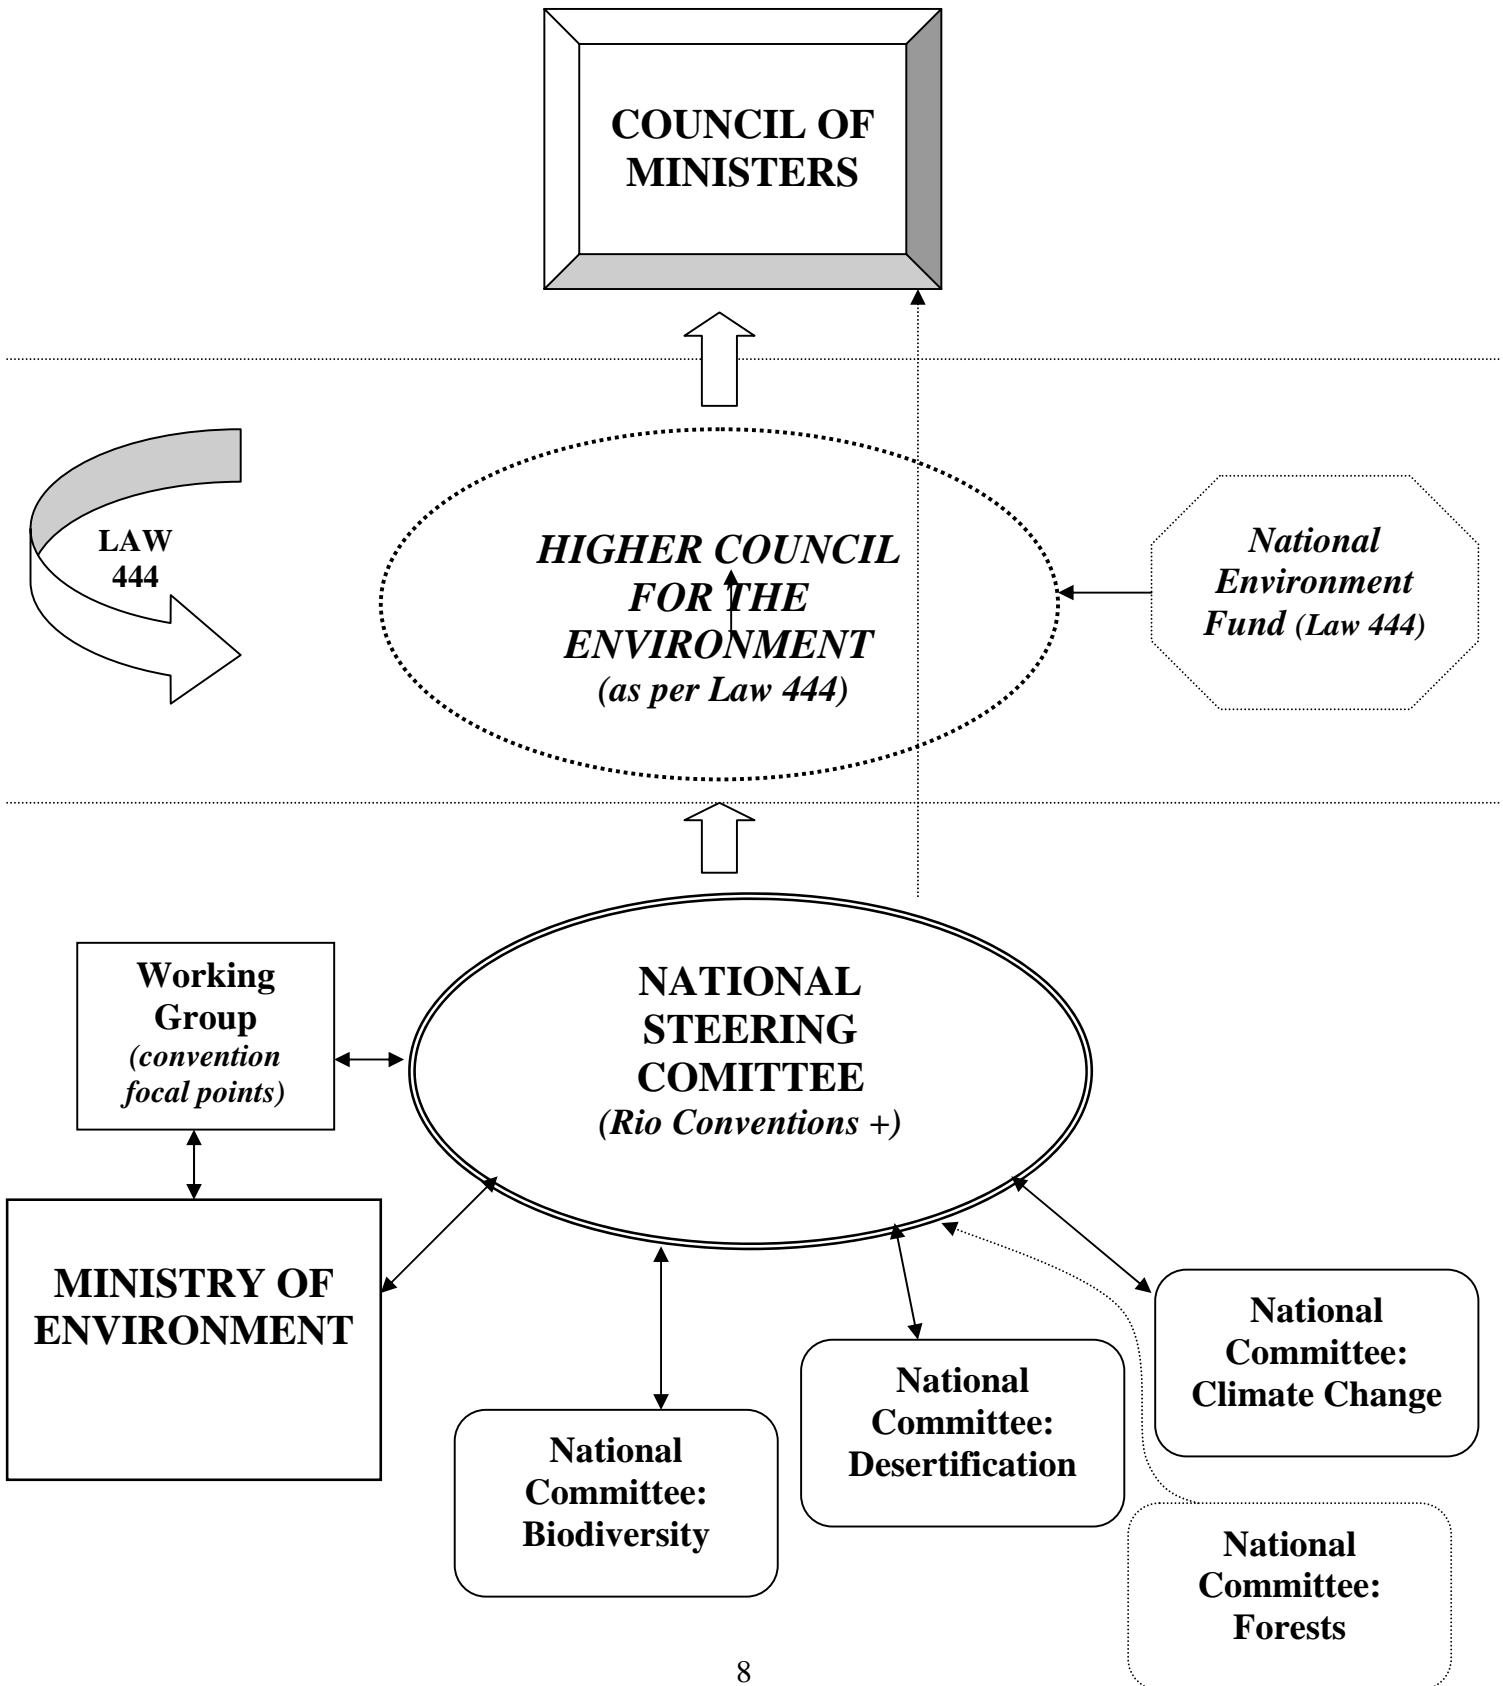 COUNCIL OF
MINISTERS
LAW
444
HIGHER COUNCIL
FOR THE
ENVIRONMENT
(as per Law 444)
National
Environment
Fund (Law 444)
Working
Group
(convention
focal points)
NATIONAL
STEERING
COMITTEE
(Rio Conventions +)
MINISTRY OF
ENVIRONMENT
National
Committee:
Biodiversity
National
Committee:
Desertification
National
Committee:
Climate Change
National
Committee:
Forests
8